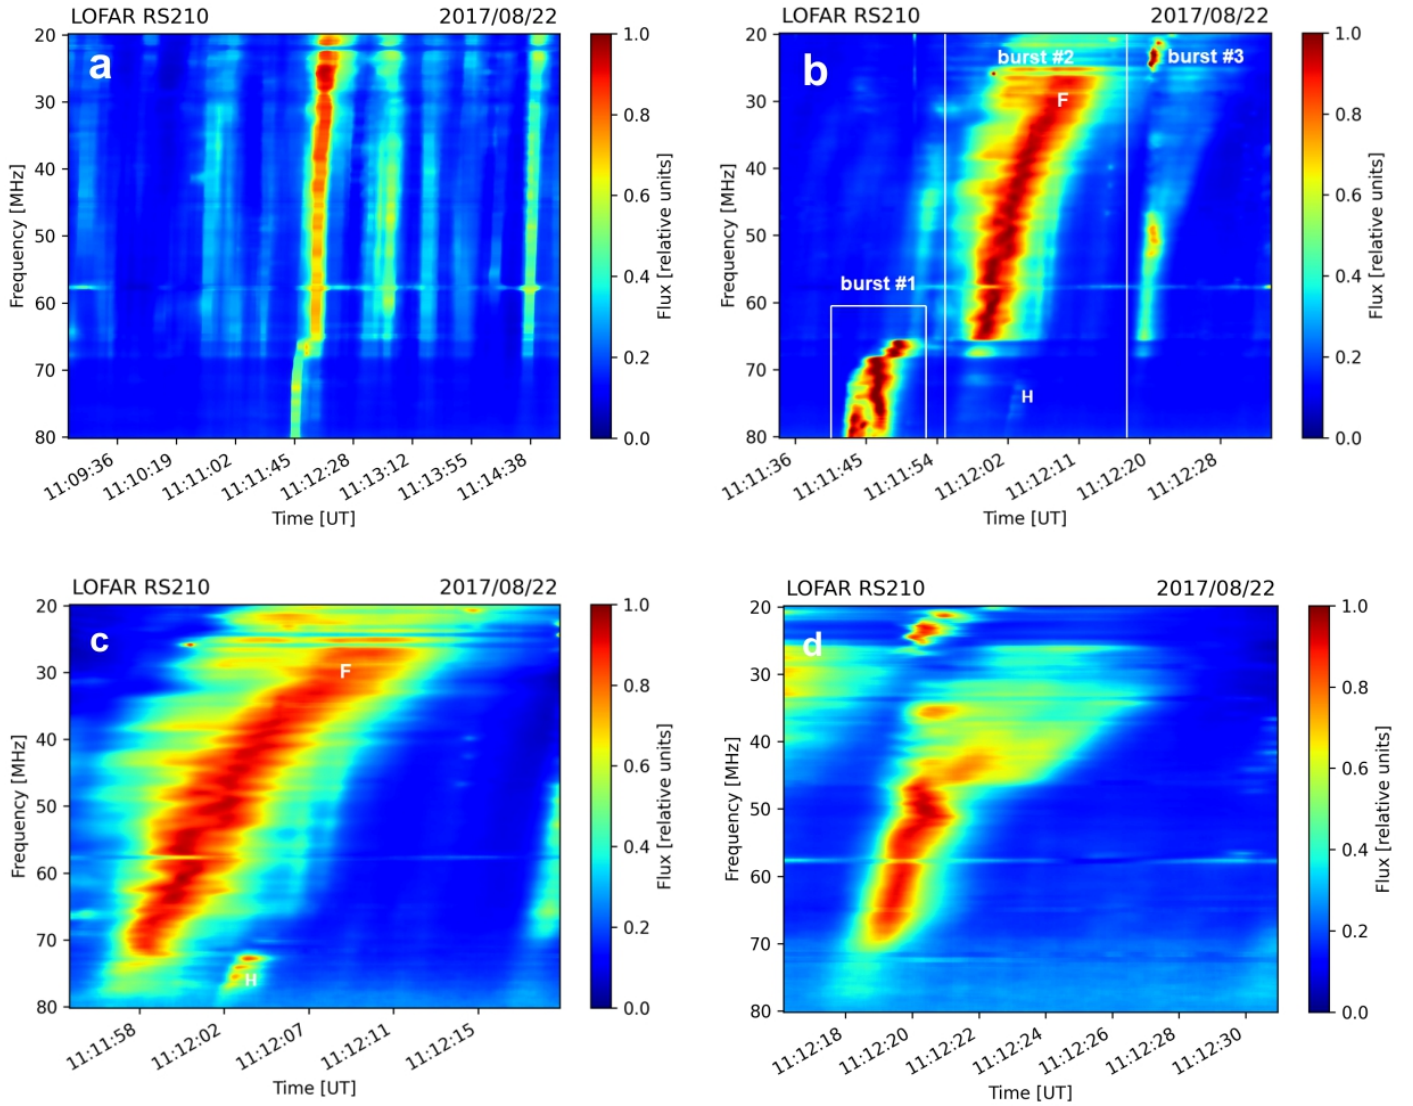 LOFAR RS210 2017/08/22
a
20
30
40
50
60
70
80
Frequency [MHz]
11:09:36 11:10:19 11:11:02 11:11:45 11:12:28 11:13:12 11:13:55 11:14:38
Time [UT]
1.0
0.8
0.6
0.4
0.2
0.0
Flux [relative units]
LOFAR RS210 2017/08/22
b
burst #2
burst #3
F
burst #1
H
20
30
40
50
60
70
80
Frequency [MHz]
11:11:36 11:11:45 11:11:54 11:12:02 11:12:11 11:12:20 11:12:28
Time [UT]
1.0
0.8
0.6
0.4
0.2
0.0
Flux [relative units]
LOFAR RS210 2017/08/22
c
F
H
20
30
40
50
60
70
80
Frequency [MHz]
11:11:58 11:12:02 11:12:07 11:12:11 11:12:15
Time [UT]
1.0
0.8
0.6
0.4
0.2
0.0
Flux [relative units]
LOFAR RS210 2017/08/22
d
20
30
40
50
60
70
80
Frequency [MHz]
11:12:18 11:12:20 11:12:22 11:12:24 11:12:26 11:12:28 11:12:30
Time [UT]
1.0
0.8
0.6
0.4
0.2
0.0
Flux [relative units]